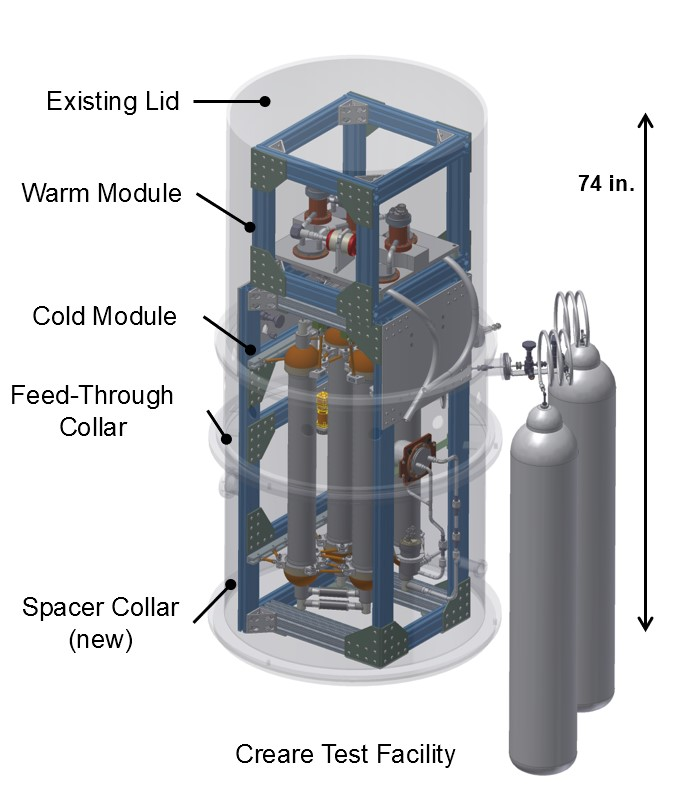 Existing Lid
Warm Module
74 in.
Cold Module
Feed-Through
Collar
Spacer Collar
(new)
Creare Test Facility